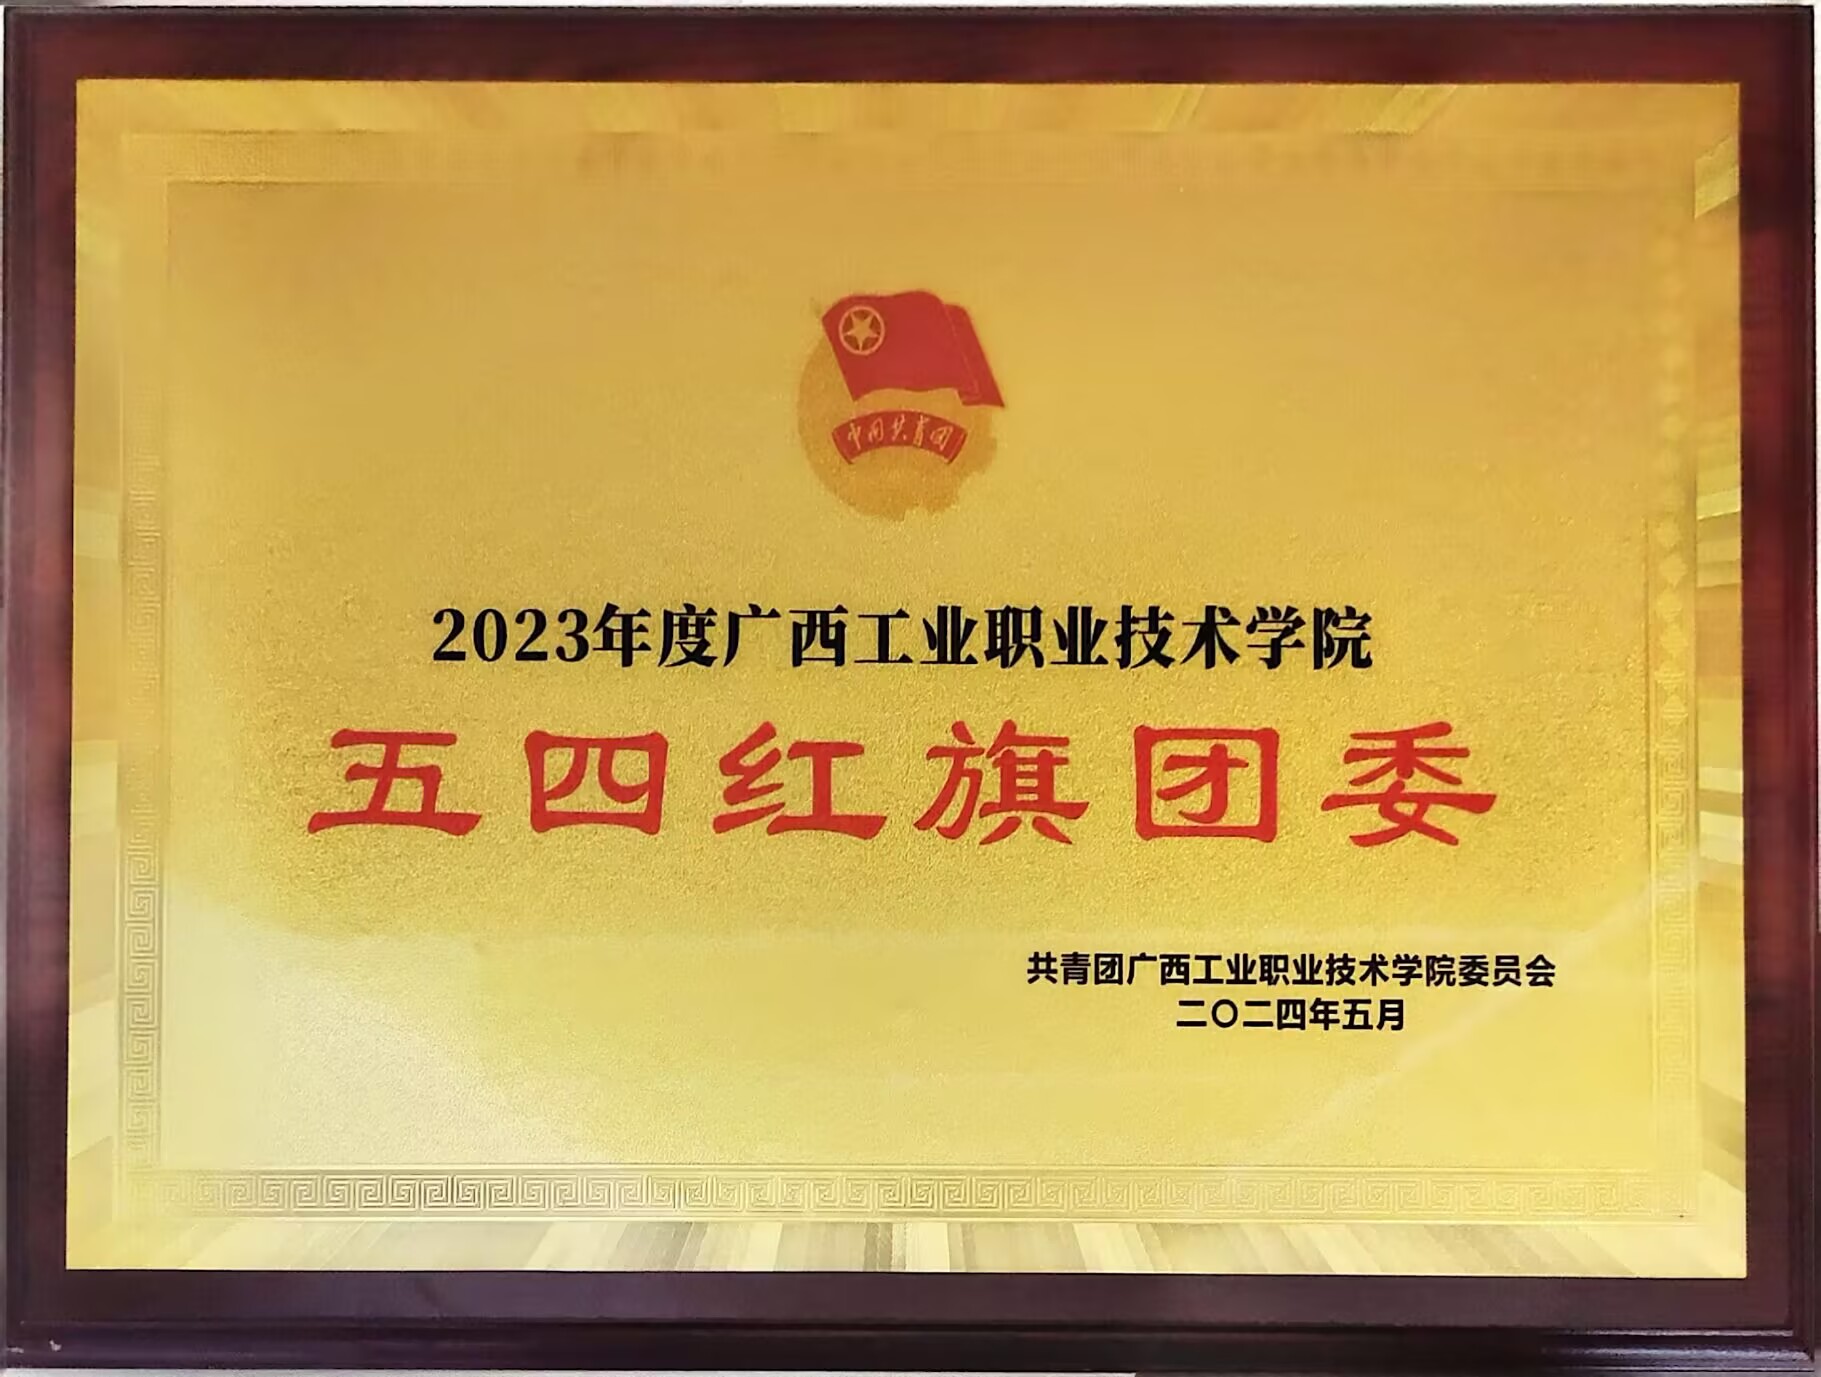 中国共青团
2023年度广西工业职业技术学院
五四红旗团委
共青团广西工业职业技术学院委员会
二〇二四年五月